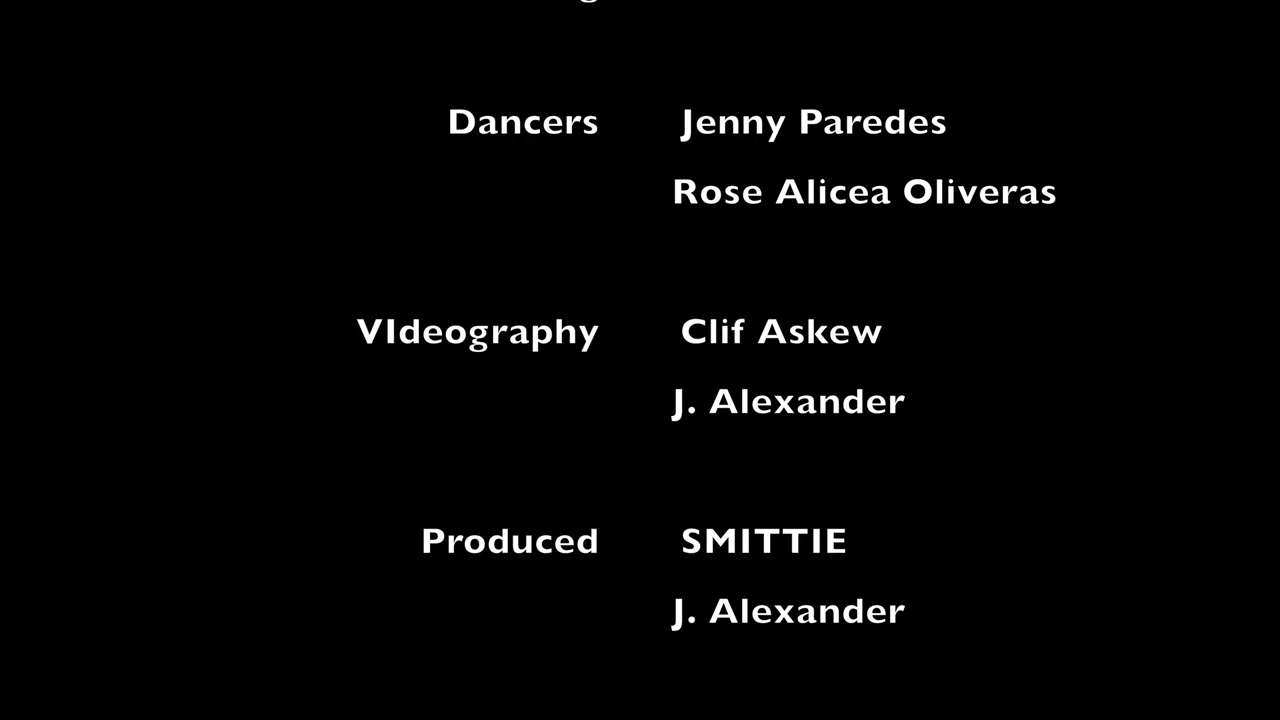 Dancers Jenny Paredes
Rose Alicea Oliveras
VIdeography Clif Askew
J. Alexander
Produced SMITTIE
J. Alexander